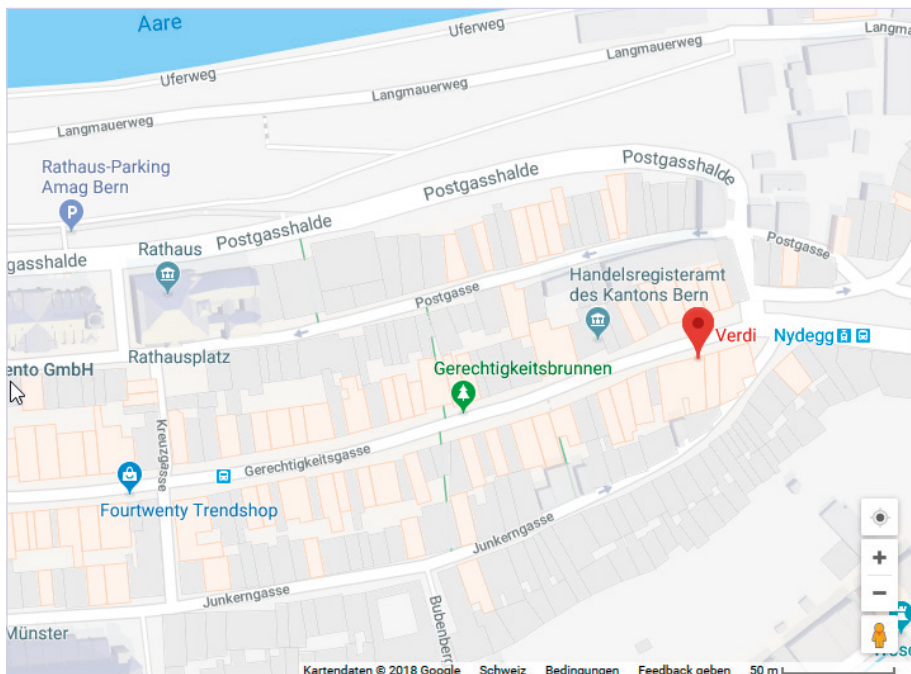 Aare
Uferweg
Langma
Langmauerweg
Uferweg
Langmauerweg
Langmauerweg
Rathaus-Parking
Amag Bern
P
Postgasshalde
Postgasshalde
Postgasshalde
Postgasse
gasshalde
Rathaus
Handelsregisteramt
des Kantons Bern
Postgasse
Verdi
Nydegg
Rathausplatz
ento GmbH
Gerechtigkeitsbrunnen
Kreuzgasse
Gerechtigkeitsgasse
Fourtwenty Trendshop
Junkerngasse
Junkerngasse
Bubenberg
Münster
Kartendaten © 2018 Google Schweiz Bedingungen Feedback geben 50 m